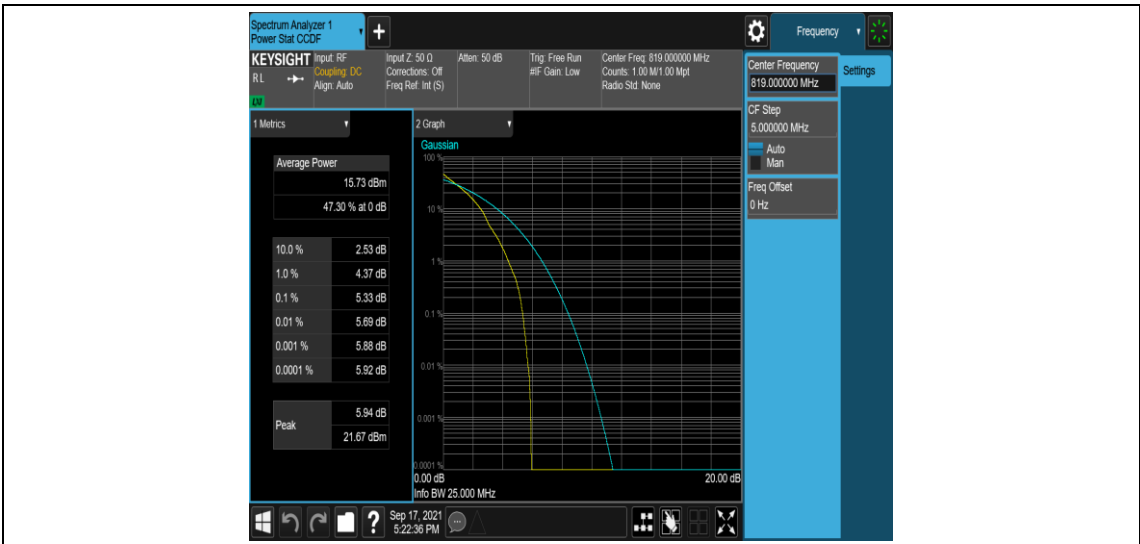 Spectrum Analyzer 1
Power Stat CCDF
Frequency
KEYSIGHT
Input: RF
Input Z: 50 Ω
Atten: 50 dB
Trig: Free Run
Center Freq: 819.000000 MHz
RL
Coupling: DC
Corrections: Off
#IF Gain: Low
Counts: 1.00 M/1.00 Mpt
Align: Auto
Freq Ref: Int (S)
Radio Std: None
LXI
Center Frequency
819.000000 MHz
Settings
CF Step
5.000000 MHz
Auto
Man
Freq Offset
0 Hz
1 Metrics
Average Power
15.73 dBm
47.30 % at 0 dB
10.0 % 2.53 dB
1.0 % 4.37 dB
0.1 % 5.33 dB
0.01 % 5.69 dB
0.001 % 5.88 dB
0.0001 % 5.92 dB
Peak
5.94 dB
21.67 dBm
2 Graph
Gaussian
100 %
10 %
1 %
0.1 %
0.01 %
0.001 %
0.0001 %
0.00 dB 20.00 dB
Info BW 25.000 MHz
?
Sep 17, 2021
5:22:36 PM